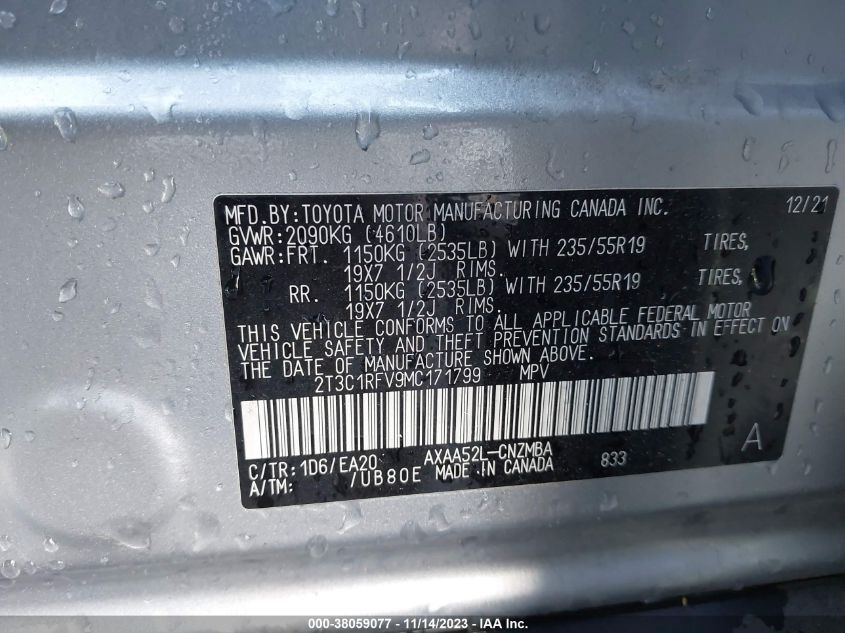 MFD.BY:TOYOTA MOTOR MANUFACTURING CANADA INC. 12/21
GVWR:2090KG (4610LB)
GAWR:FRT. 1150KG (2535LB) WITH 235/55R19 TIRES,
19X7 1/2J RIMS.
RR. 1150KG (2535LB) WITH 235/55R19 TIRES,
19X7 1/2J RIMS.
THIS VEHICLE CONFORMS TO ALL APPLICABLE FEDERAL MOTOR
VEHICLE SAFETY AND THEFT PREVENTION STANDARDS IN EFFECT ON
THE DATE OF MANUFACTURE SHOWN ABOVE.
2T3C1RFV9MC171799 MPV
A
C/TR:1D6/EA20 AXAA52L-CNZMBA 833
A/TM: /UB80E MADE IN CANADA
000-38059077 - 11/14/2023 - IAA Inc.